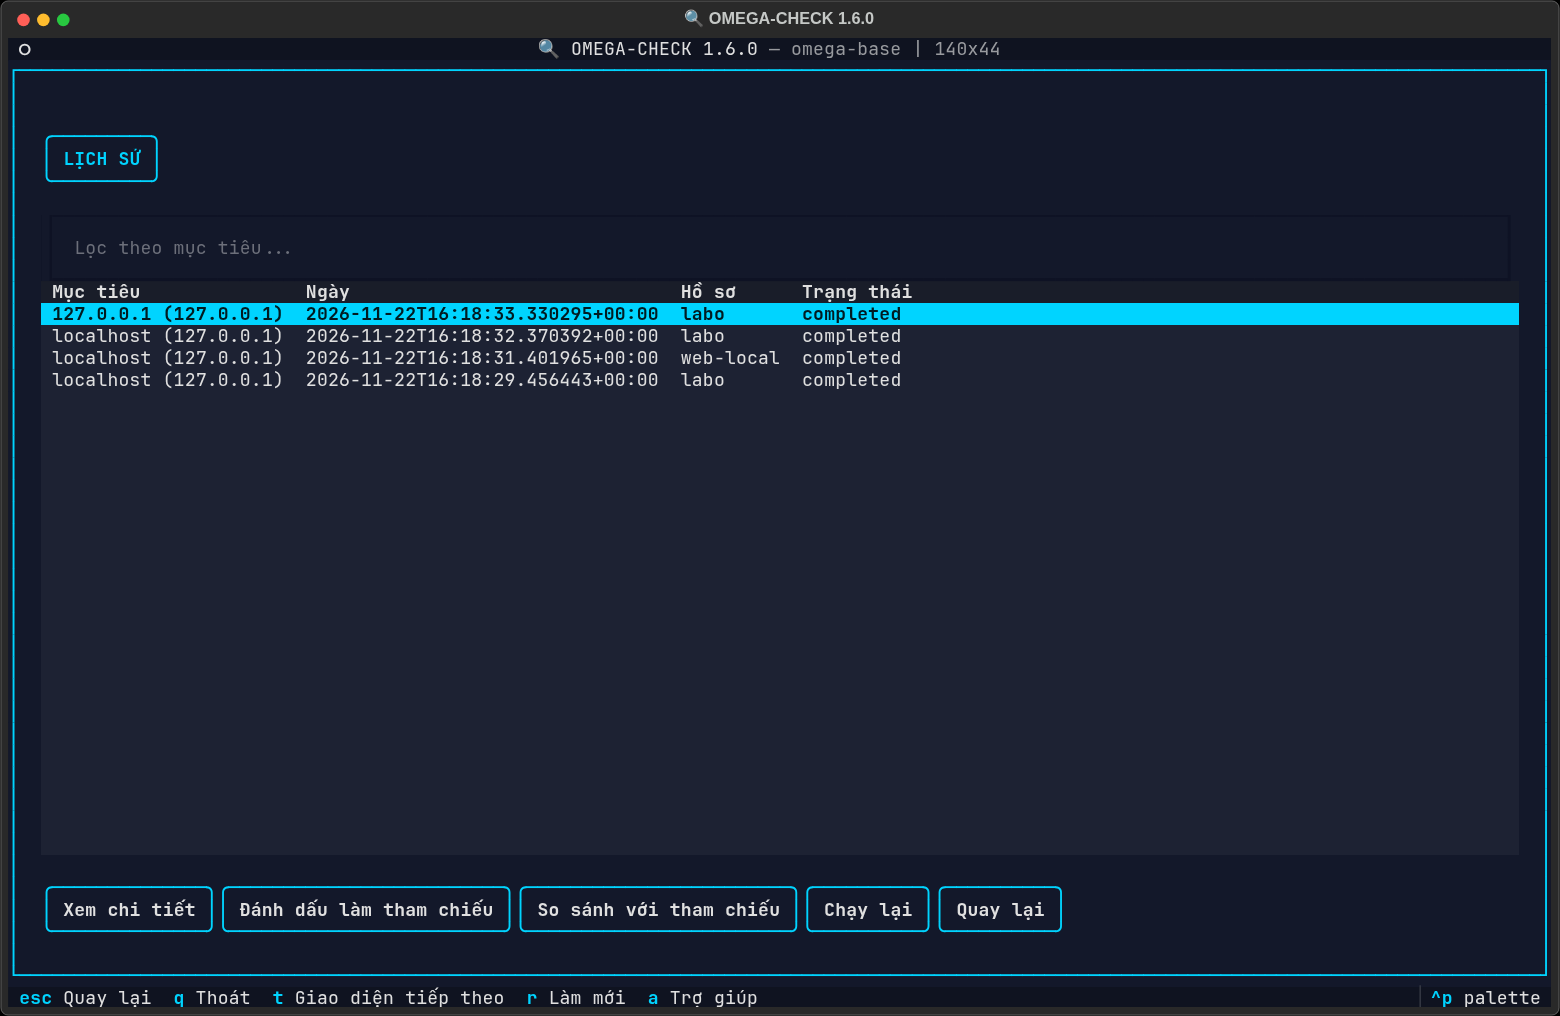 🔍 OMEGA-CHECK 1.6.0
🔍 OMEGA-CHECK 1.6.0 — omega-base | 140x44
LỊCH SỬ
Lọc theo mục tiêu...
Mục tiêu Ngày Hồ sơ Trạng thái
127.0.0.1 (127.0.0.1) 2026-11-22T16:18:33.330295+00:00 labo completed
localhost (127.0.0.1) 2026-11-22T16:18:32.370392+00:00 labo completed
localhost (127.0.0.1) 2026-11-22T16:18:31.401965+00:00 web-local completed
localhost (127.0.0.1) 2026-11-22T16:18:29.456443+00:00 labo completed
Xem chi tiết Đánh dấu làm tham chiếu So sánh với tham chiếu Chạy lại Quay lại
esc Quay lại q Thoát t Giao diện tiếp theo r Làm mới a Trợ giúp ^p palette